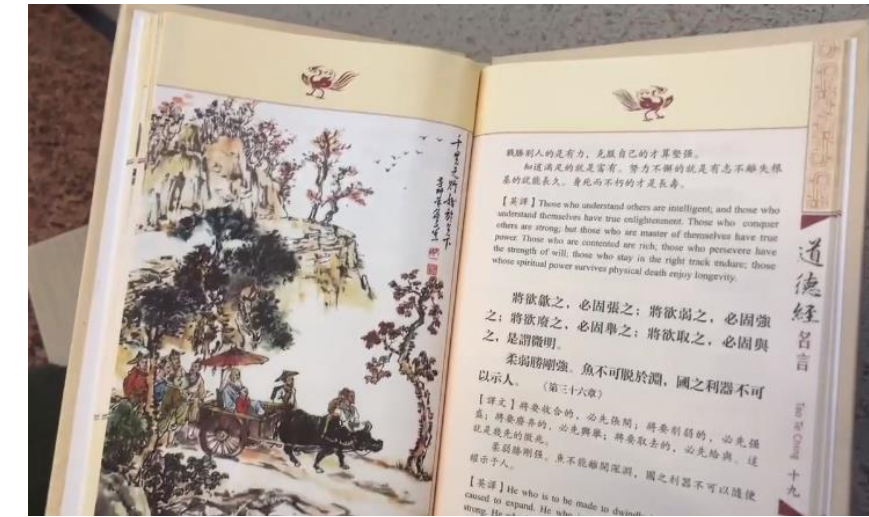 千里之行始於足下
戰勝別人的是有力，克服自己的才算堅强。
知道滿足的就是富有。努力不懈的就是有志不離失根
基的就能長久。身死而不朽的才是長壽。
【英譯】Those who understand others are intelligent; and those who
understand themselves have true enlightenment. Those who conquer
others are strong; but those who are master of themselves have true
power. Those who are contented are rich; those who persevere have
the strength of will; those who stay in the right track endure; those
whose spiritual power survives physical death enjoy longevity.
將欲歙之，必固張之；將欲弱之，必固強
之；將欲廢之，必固舉之；將欲取之，必固與
之，是謂微明。
柔弱勝剛強。魚不可脫於淵，國之利器不可
以示人。（第三十六章）
【譯文】將要收合的，必先張開；將要削弱的，必先强
盛；將要廢弃的，必先興舉；將要取去的，必先給與。這
就是幾先的徵兆。
柔弱勝剛强。魚不能離開深淵，國之利器不可以隨便
耀示于人。
【英譯】He who is to be made to dwindle
caused to expand. He who
strong. He
道德經名言
Tao Te Ching
十九